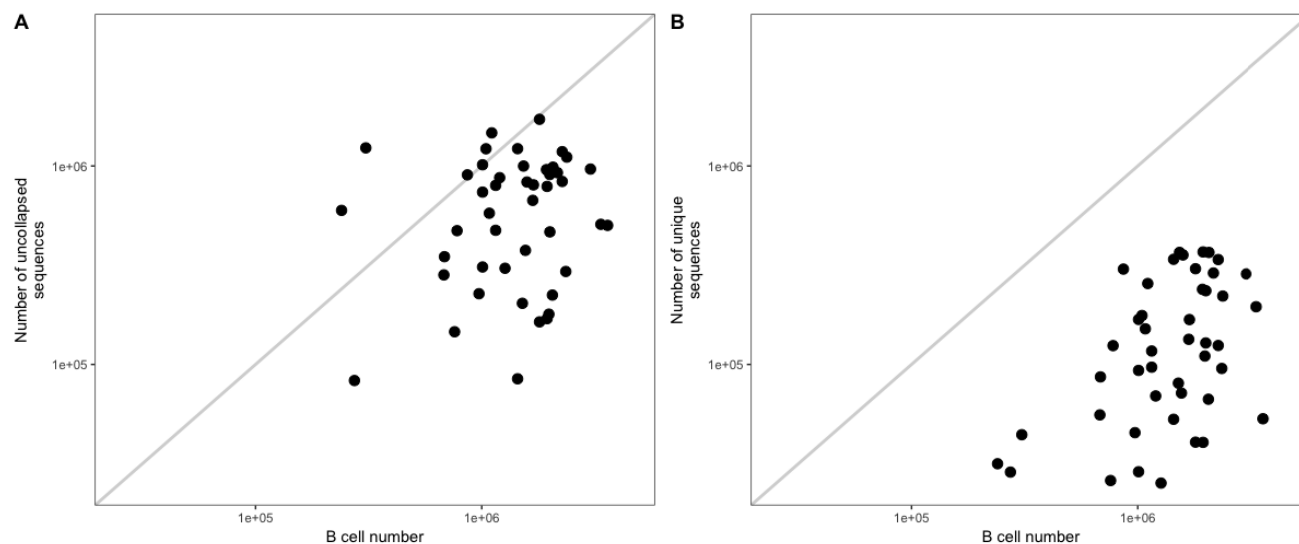 A
Number of uncollapsed
sequences
1e+06
1e+05
1e+05
1e+06
B cell number
B
Number of unique
sequences
1e+06
1e+05
1e+05
1e+06
B cell number